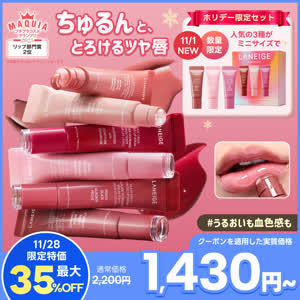 MAQUIA
リップ部門賞
2位
ちゅるんと、
とろけるツヤ唇
ホリデー限定セット
11/1
NEW
数量
限定
人気の3種が
ミニサイズで
LANEIGE
LANEIGE
#うるおいも血色感も
11/28
限定特価
最大
35%OFF
通常価格
2,200円
クーポンを適用した実質価格
1,430円~